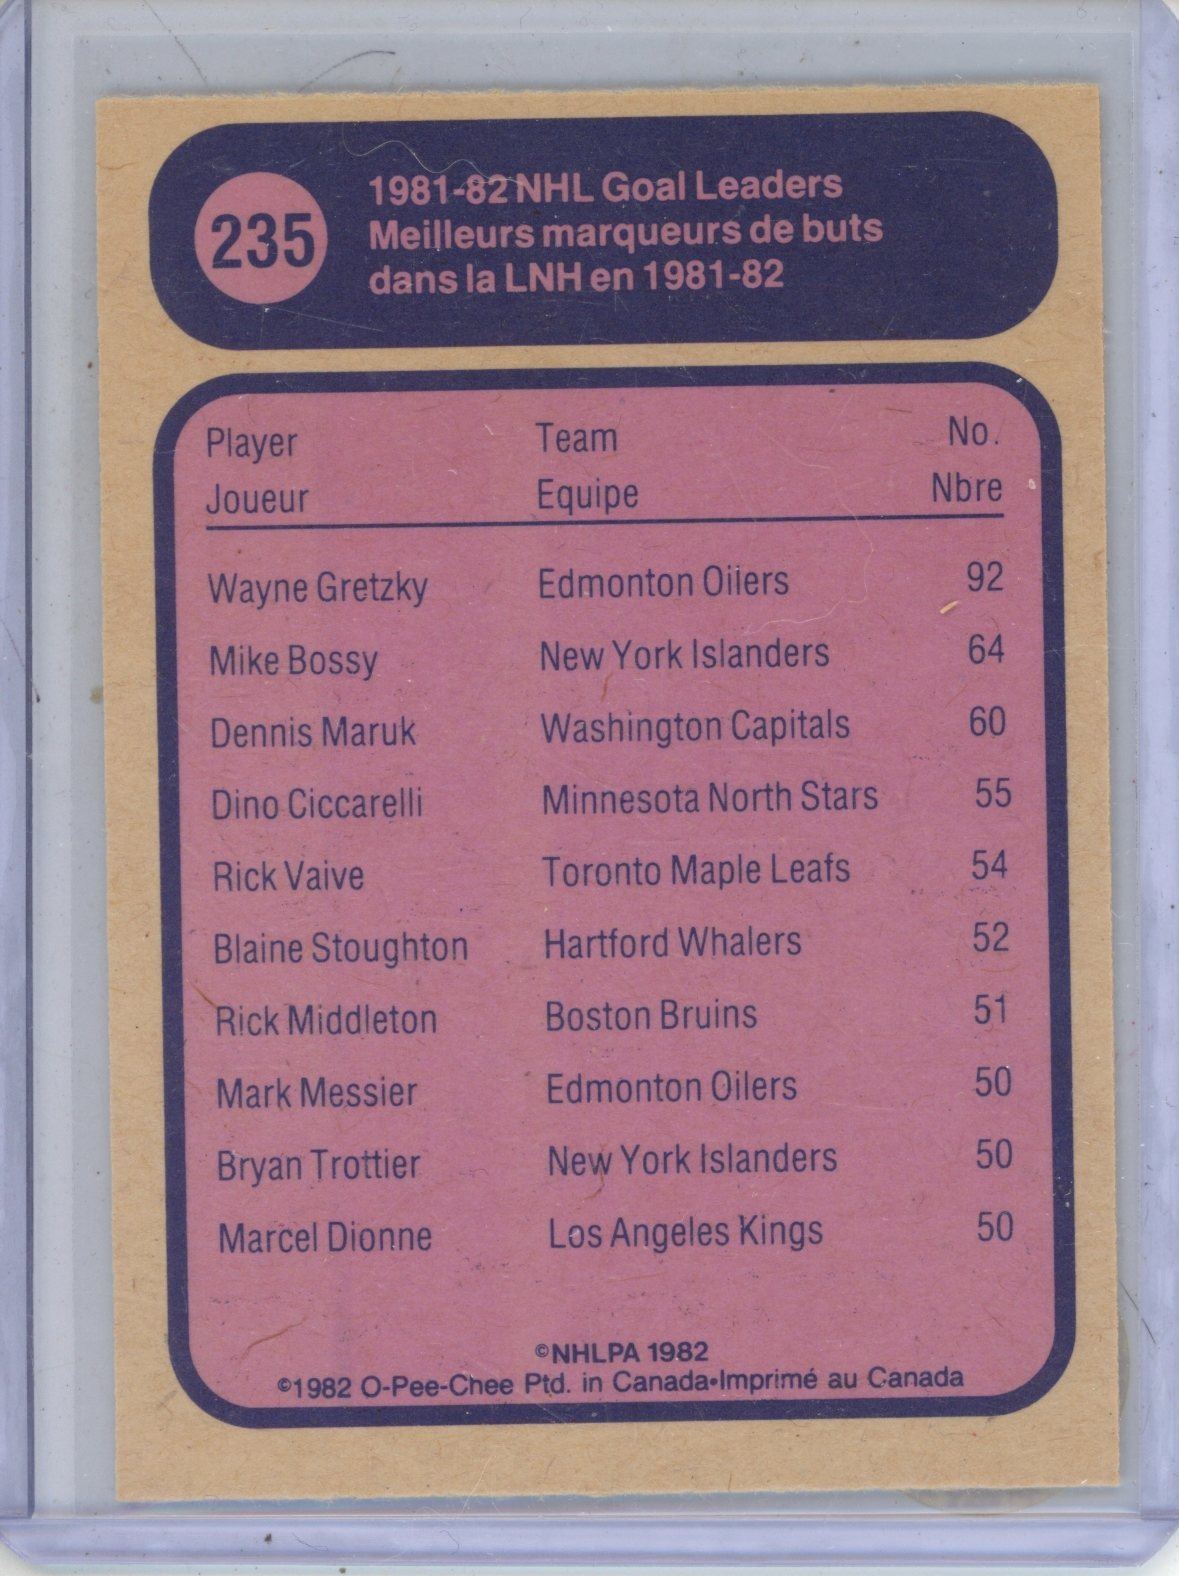 235
1981-82 NHL Goal Leaders
Meilleurs marqueurs de buts
dans la LNH en 1981-82
Player Team No.
Joueur Equipe Nbre
Wayne Gretzky Edmonton Oilers 92
Mike Bossy New York Islanders 64
Dennis Maruk Washington Capitals 60
Dino Ciccarelli Minnesota North Stars 55
Rick Vaive Toronto Maple Leafs 54
Blaine Stoughton Hartford Whalers 52
Rick Middleton Boston Bruins 51
Mark Messier Edmonton Oilers 50
Bryan Trottier New York Islanders 50
Marcel Dionne Los Angeles Kings 50
©NHLPA 1982
©1982 O-Pee-Chee Ptd. in Canada•Imprimé au Canada